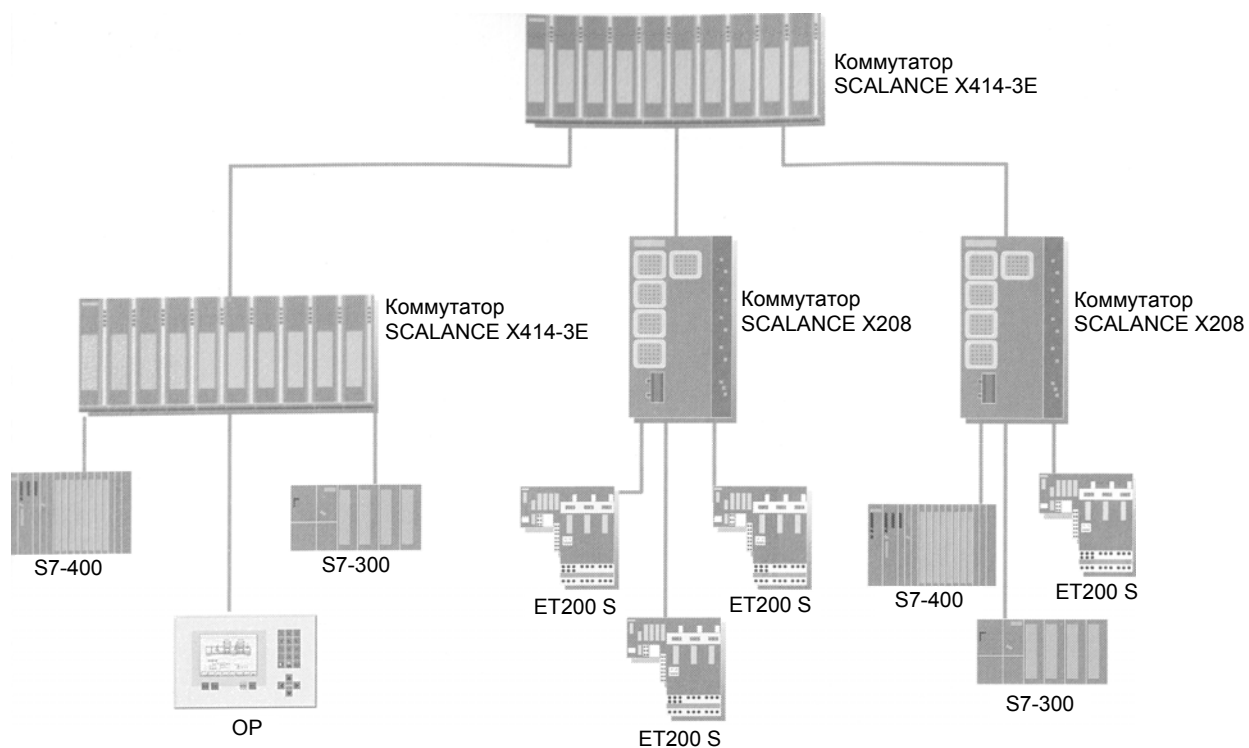 Коммутатор
SCALANCE X414-3E
Коммутатор
SCALANCE X414-3E
Коммутатор
SCALANCE X208
Коммутатор
SCALANCE X208
S7-400
S7-300
OP
ET200 S
ET200 S
ET200 S
S7-400
ET200 S
S7-300